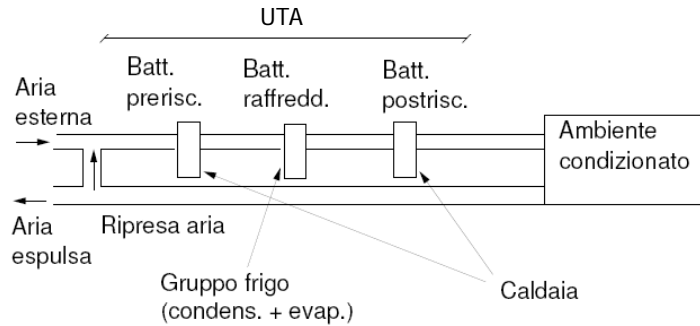 UTA
Batt.
prerisc.
Batt.
raffredd.
Batt.
postrisc.
Aria
esterna
Ambiente
condizionato
Aria
espulsa
Ripresa aria
Gruppo frigo
(condens. + evap.)
Caldaia